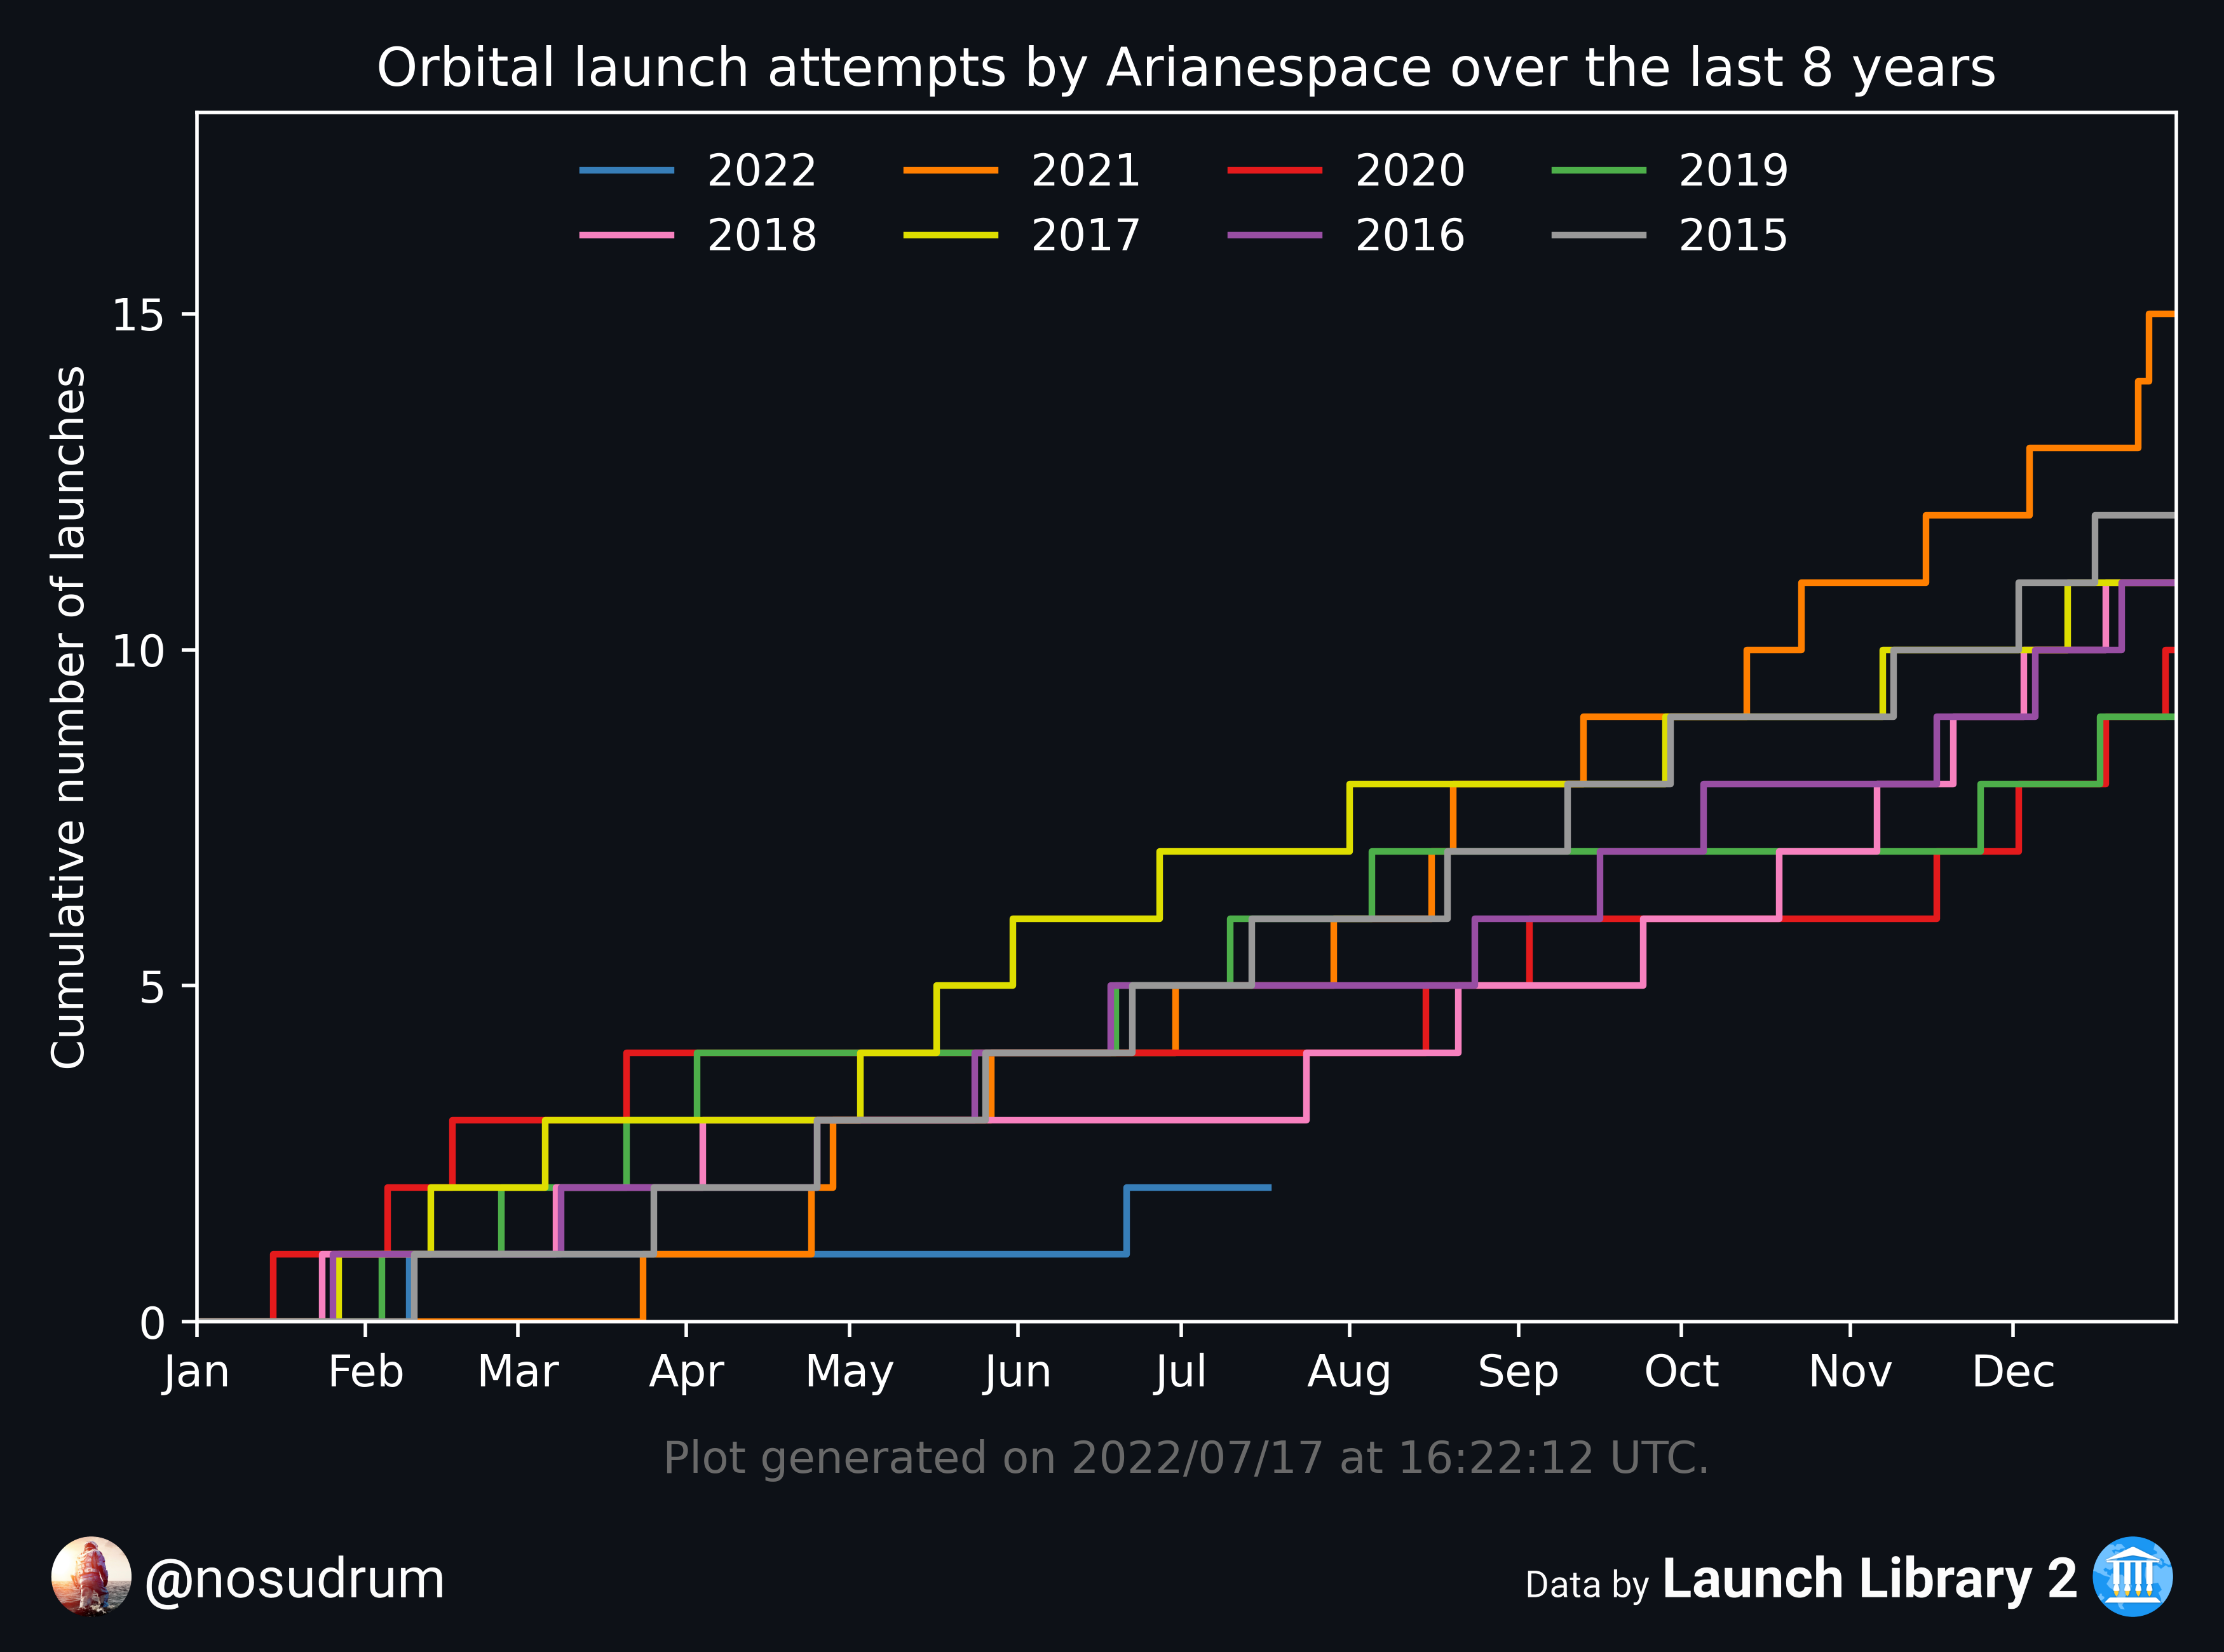 Orbital launch attempts by Arianespace over the last 8 years
2022 2021 2020 2019
2018 2017 2016 2015
Cumulative number of launches
15
10
5
0
Jan Feb Mar Apr May Jun Jul Aug Sep Oct Nov Dec
Plot generated on 2022/07/17 at 16:22:12 UTC.
@nosudrum
Data by Launch Library 2